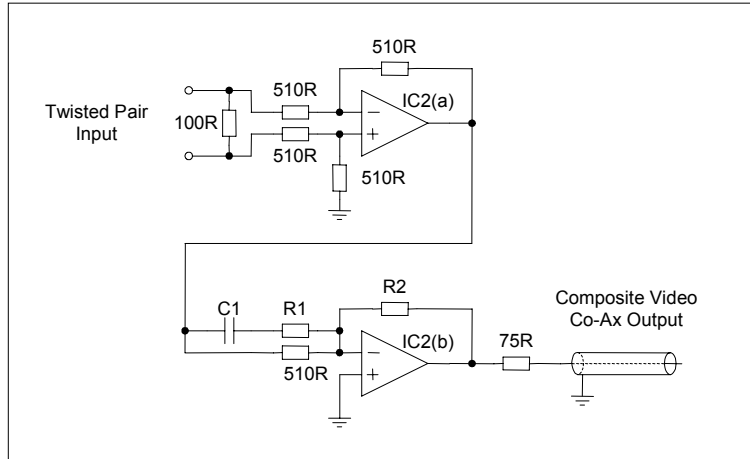 510R
510R
IC2(a)
Twisted Pair
Input
100R
510R
510R
C1
R1
R2
510R
IC2(b)
75R
Composite Video
Co-Ax Output